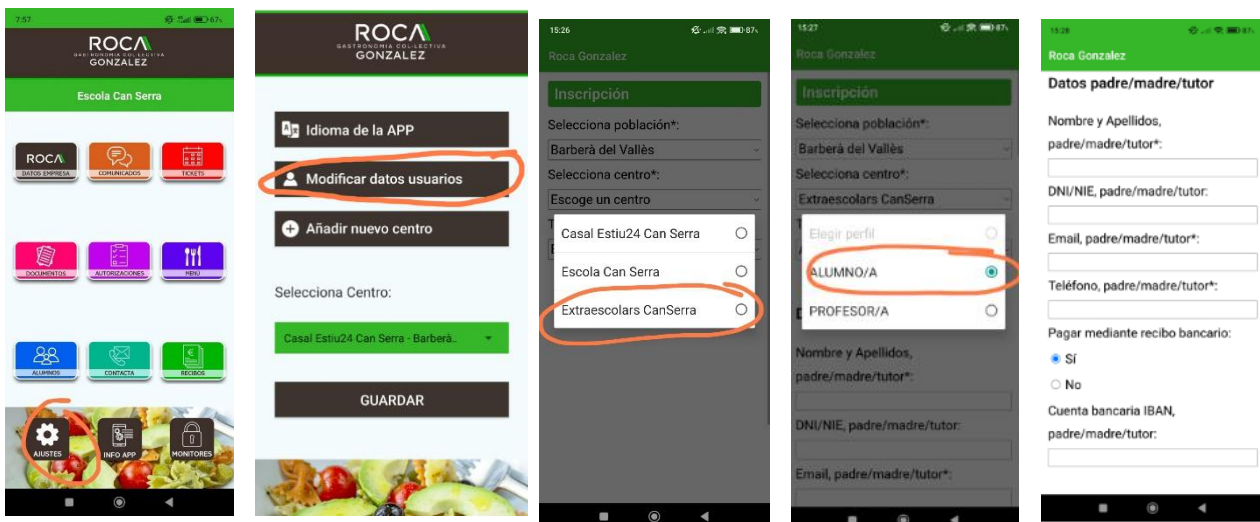 7:57
67%
ROCA
GASTRONOMIA COL·LECTIVA
GONZALEZ
Escola Can Serra
ROCA
DATOS EMPRESA
COMUNICADOS
TICKETS
DOCUMENTOS
AUTORIZACIONES
MENÚ
ALUMNOS
CONTACTA
RECIBOS
AJUSTES
INFO APP
MONITORES
ROCA
GASTRONOMIA COL·LECTIVA
GONZALEZ
Idioma de la APP
Modificar datos usuarios
Añadir nuevo centro
Selecciona Centro:
Casal Estiu24 Can Serra - Barberà..
GUARDAR
15:26
87%
Roca Gonzalez
Inscripción
Selecciona población*:
Barberà del Vallès
Selecciona centro*:
Escoge un centro
Casal Estiu24 Can Serra
Escola Can Serra
Extraescolars CanSerra
15:27
87%
Roca Gonzalez
Inscripción
Selecciona población*:
Barberà del Vallès
Selecciona centro*:
Extraescolars CanSerra
Elegir perfil
ALUMNO/A
PROFESOR/A
Nombre y Apellidos,
padre/madre/tutor*:
DNI/NIE, padre/madre/tutor:
Email, padre/madre/tutor*:
15:28
87%
Roca Gonzalez
Datos padre/madre/tutor
Nombre y Apellidos,
padre/madre/tutor*:
DNI/NIE, padre/madre/tutor:
Email, padre/madre/tutor*:
Teléfono, padre/madre/tutor*:
Pagar mediante recibo bancario:
Sí
No
Cuenta bancaria IBAN,
padre/madre/tutor: